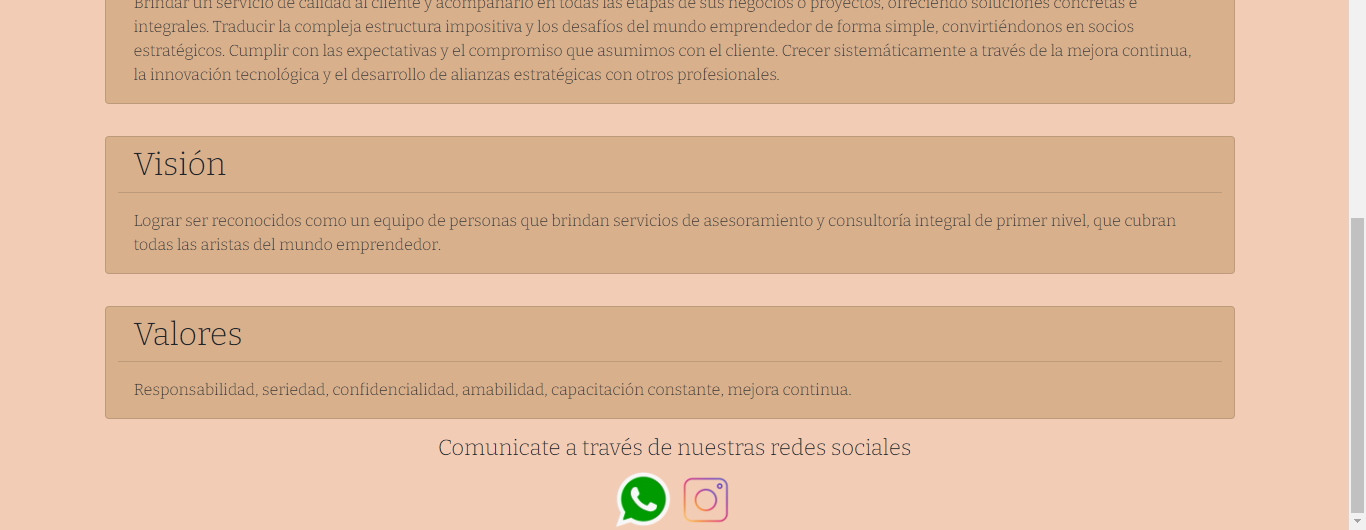 Brindar un servicio de calidad al cliente y acompañarlo en todas las etapas de sus negocios o proyectos, ofreciendo soluciones concretas e
integrales. Traducir la compleja estructura impositiva y los desafíos del mundo emprendedor de forma simple, convirtiéndonos en socios
estratégicos. Cumplir con las expectativas y el compromiso que asumimos con el cliente. Crecer sistemáticamente a través de la mejora continua,
la innovación tecnológica y el desarrollo de alianzas estratégicas con otros profesionales.
Visión
Lograr ser reconocidos como un equipo de personas que brindan servicios de asesoramiento y consultoría integral de primer nivel, que cubran
todas las aristas del mundo emprendedor.
Valores
Responsabilidad, seriedad, confidencialidad, amabilidad, capacitación constante, mejora continua.
Comunicate a través de nuestras redes sociales